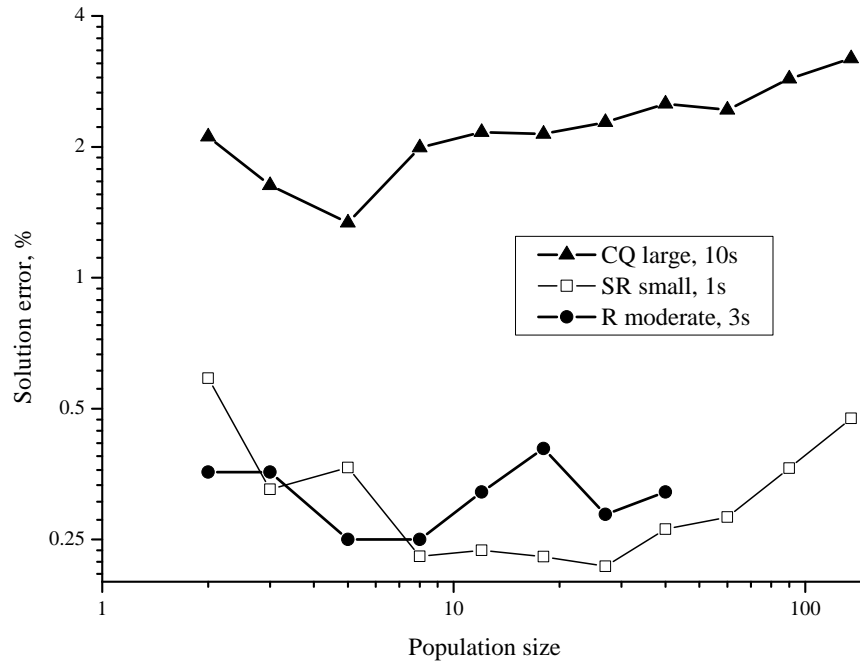 4
2
1
0.5
0.25
Solution error, %
CQ large, 10s
SR small, 1s
R moderate, 3s
1
10
100
Population size